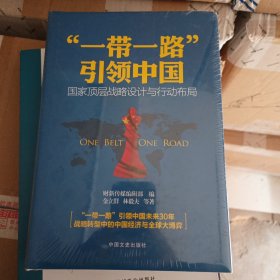 “一带一路”
引领中国
国家顶层战略设计与行动布局
ONE BELT ONE ROAD
财新传媒编辑部 编
金立群 林毅夫 等著
“一带一路”引领中国未来30年
战略转型中的中国经济与全球大博弈
中国文史出版社